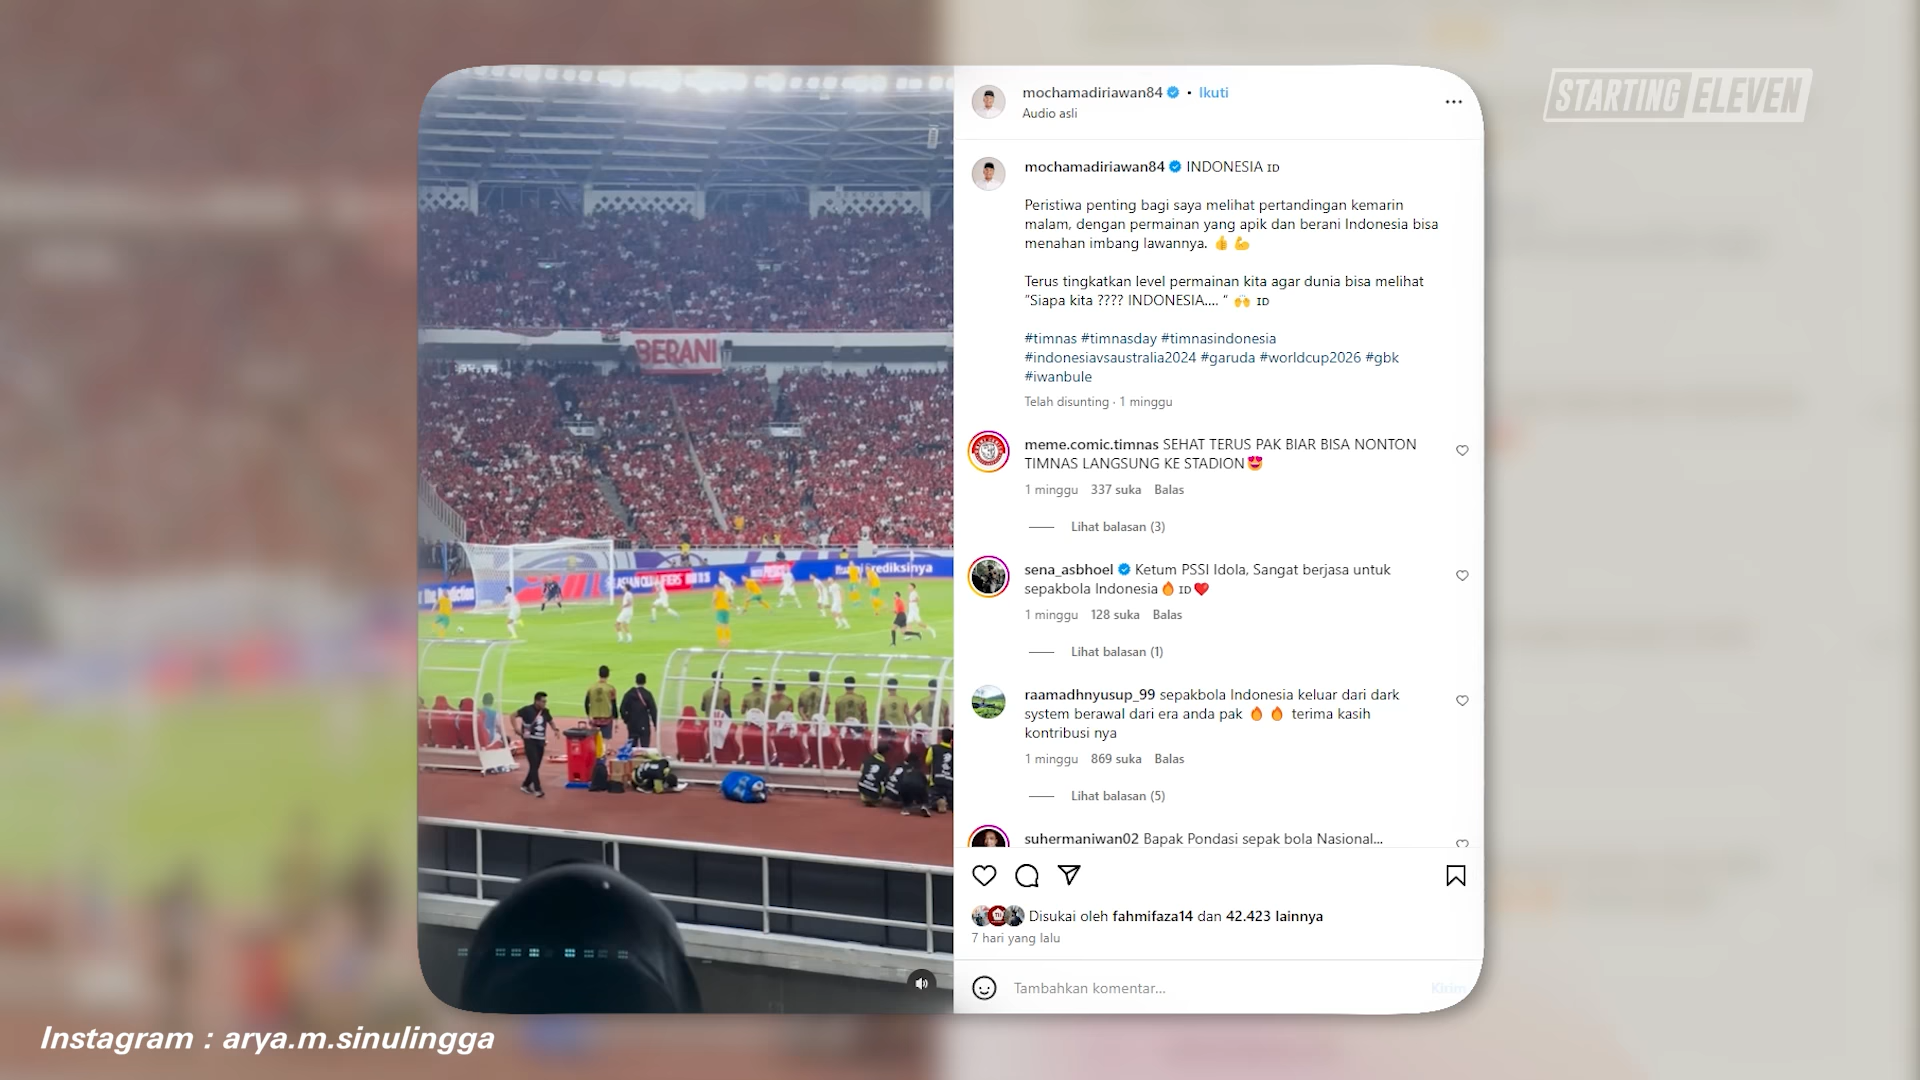 STARTING ELEVEN
mochamadiriawan84 • Ikuti
Audio asli
mochamadiriawan84 INDONESIA ID
Peristiwa penting bagi saya melihat pertandingan kemarin
malam, dengan permainan yang apik dan berani Indonesia bisa
menahan imbang lawannya. 👍 💪
Terus tingkatkan level permainan kita agar dunia bisa melihat
"Siapa kita ???? INDONESIA.... " 🙌 ID
#timnas #timnasday #timnasindonesia
#indonesiavsaustralia2024 #garuda #worldcup2026 #gbk
#iwanbule
Telah disunting · 1 minggu
meme.comic.timnas SEHAT TERUS PAK BIAR BISA NONTON
TIMNAS LANGSUNG KE STADION😍
1 minggu 337 suka Balas
Lihat balasan (3)
sena_asbhoel Ketum PSSI Idola, Sangat berjasa untuk
sepakbola Indonesia🔥 ID❤️
1 minggu 128 suka Balas
Lihat balasan (1)
raamadhnyusup_99 sepakbola Indonesia keluar dari dark
system berawal dari era anda pak 🔥 🔥 terima kasih
kontribusi nya
1 minggu 869 suka Balas
Lihat balasan (5)
suhermaniwan02 Bapak Pondasi sepak bola Nasional...
Disukai oleh fahmifaza14 dan 42.423 lainnya
7 hari yang lalu
Tambahkan komentar...
Kirim
BERANI
ASIAN QUALIFIERS
Instagram : arya.m.sinulingga